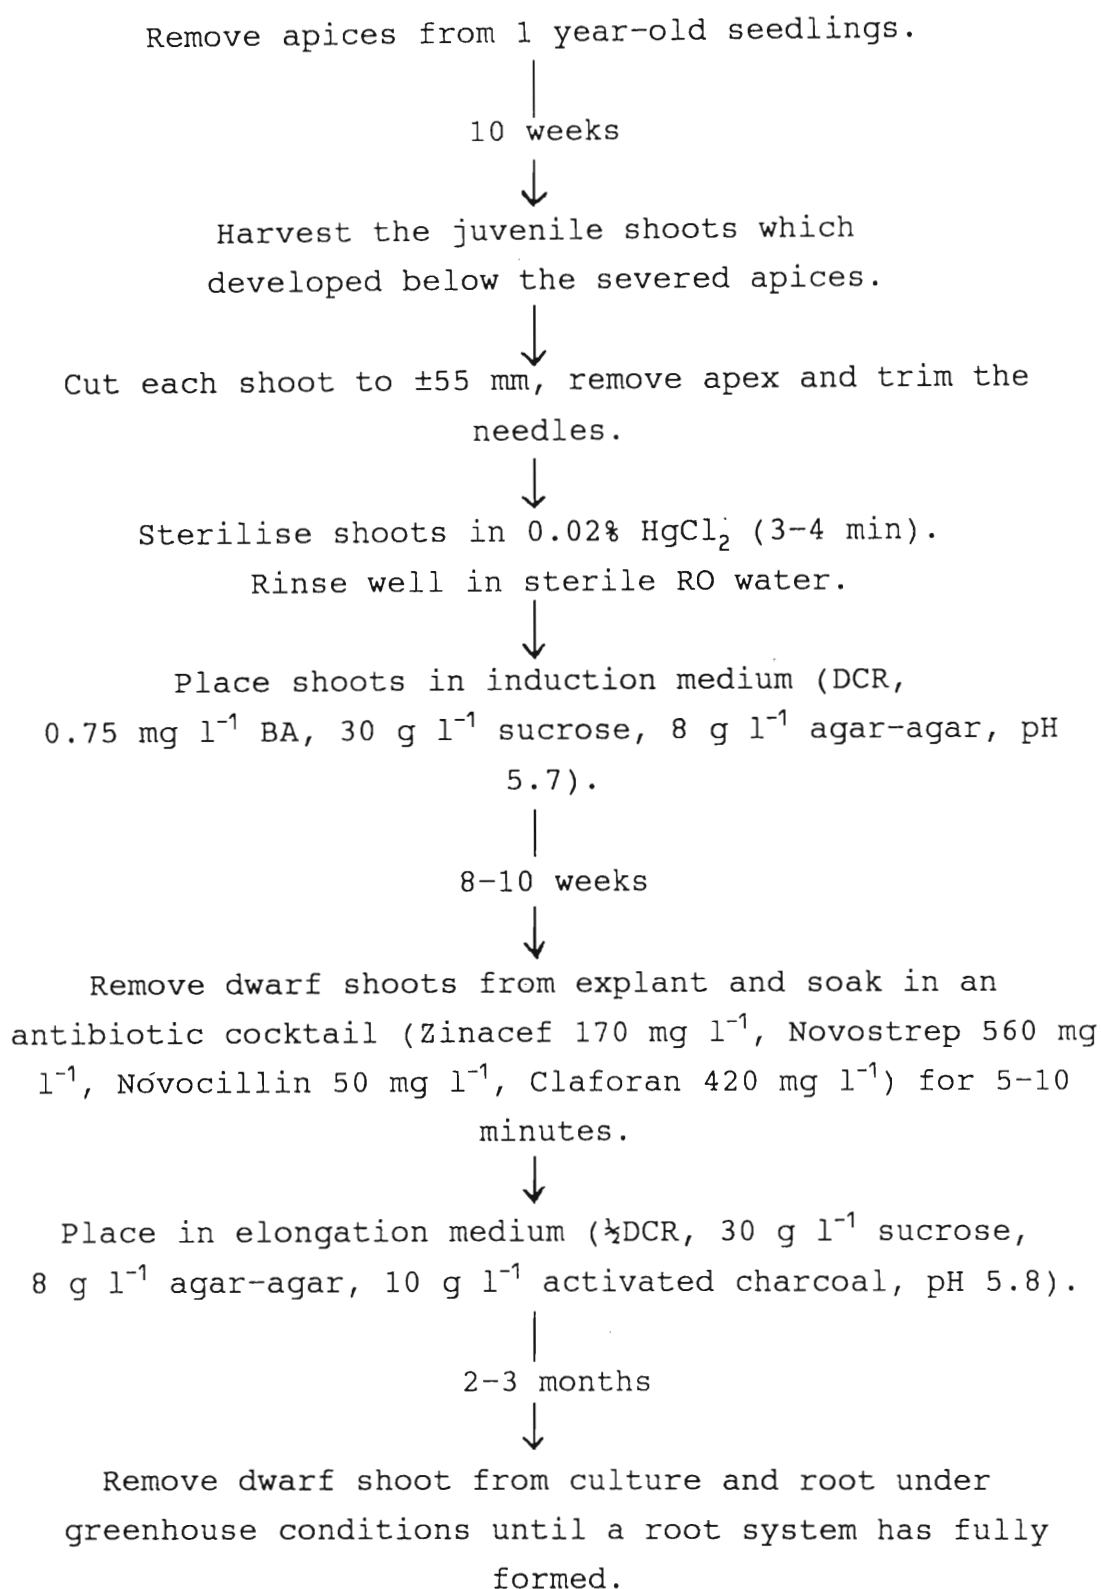 Remove apices from 1 year-old seedlings.
10 weeks
Harvest the juvenile shoots which
developed below the severed apices.
Cut each shoot to ±55 mm, remove apex and trim the
needles.
Sterilise shoots in 0.02% HgCl₂ (3-4 min).
Rinse well in sterile RO water.
Place shoots in induction medium (DCR,
0.75 mg l⁻¹ BA, 30 g l⁻¹ sucrose, 8 g l⁻¹ agar-agar, pH
5.7).
8-10 weeks
Remove dwarf shoots from explant and soak in an
antibiotic cocktail (Zinacef 170 mg l⁻¹, Novostrep 560 mg
l⁻¹, Novocillin 50 mg l⁻¹, Claforan 420 mg l⁻¹) for 5-10
minutes.
Place in elongation medium (½DCR, 30 g l⁻¹ sucrose,
8 g l⁻¹ agar-agar, 10 g l⁻¹ activated charcoal, pH 5.8).
2-3 months
Remove dwarf shoot from culture and root under
greenhouse conditions until a root system has fully
formed.